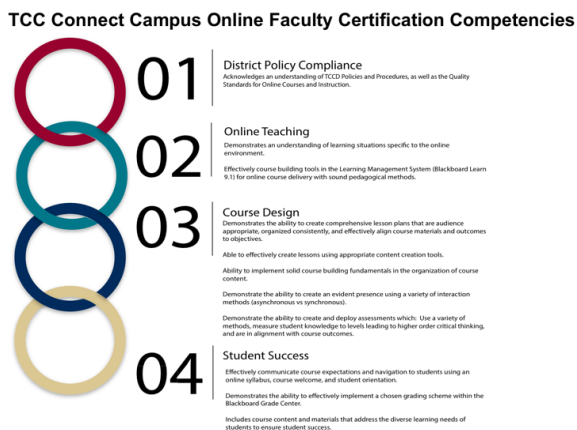 TCC Connect Campus Online Faculty Certification Competencies
01
District Policy Compliance
Acknowledges an understanding of TCCD Policies and Procedures, as well as the Quality
Standards for Online Courses and Instruction.
02
Online Teaching
Demonstrates an understanding of learning situations specific to the online
environment.
Effectively course building tools in the Learning Management System (Blackboard Learn
9.1) for online course delivery with sound pedagogical methods.
03
Course Design
Demonstrates the ability to create comprehensive lesson plans that are audience
appropriate, organized consistently, and effectively align course materials and outcomes
to objectives.
Able to effectively create lessons using appropriate content creation tools.
Ability to implement solid course building fundamentals in the organization of course
content.
Demonstrate the ability to create an evident presence using a variety of interaction
methods (asynchronous vs synchronous).
Demonstrate the ability to create and deploy assessments which:  Use a variety of
methods, measure student knowledge to levels leading to higher order critical thinking,
and are in alignment with course outcomes.
04
Student Success
Effectively communicate course expectations and navigation to students using an
online syllabus, course welcome, and student orientation.
Demonstrates the ability to effectively implement a chosen grading scheme within the
Blackboard Grade Center.
Includes course content and materials that address the diverse learning needs of
students to ensure student success.